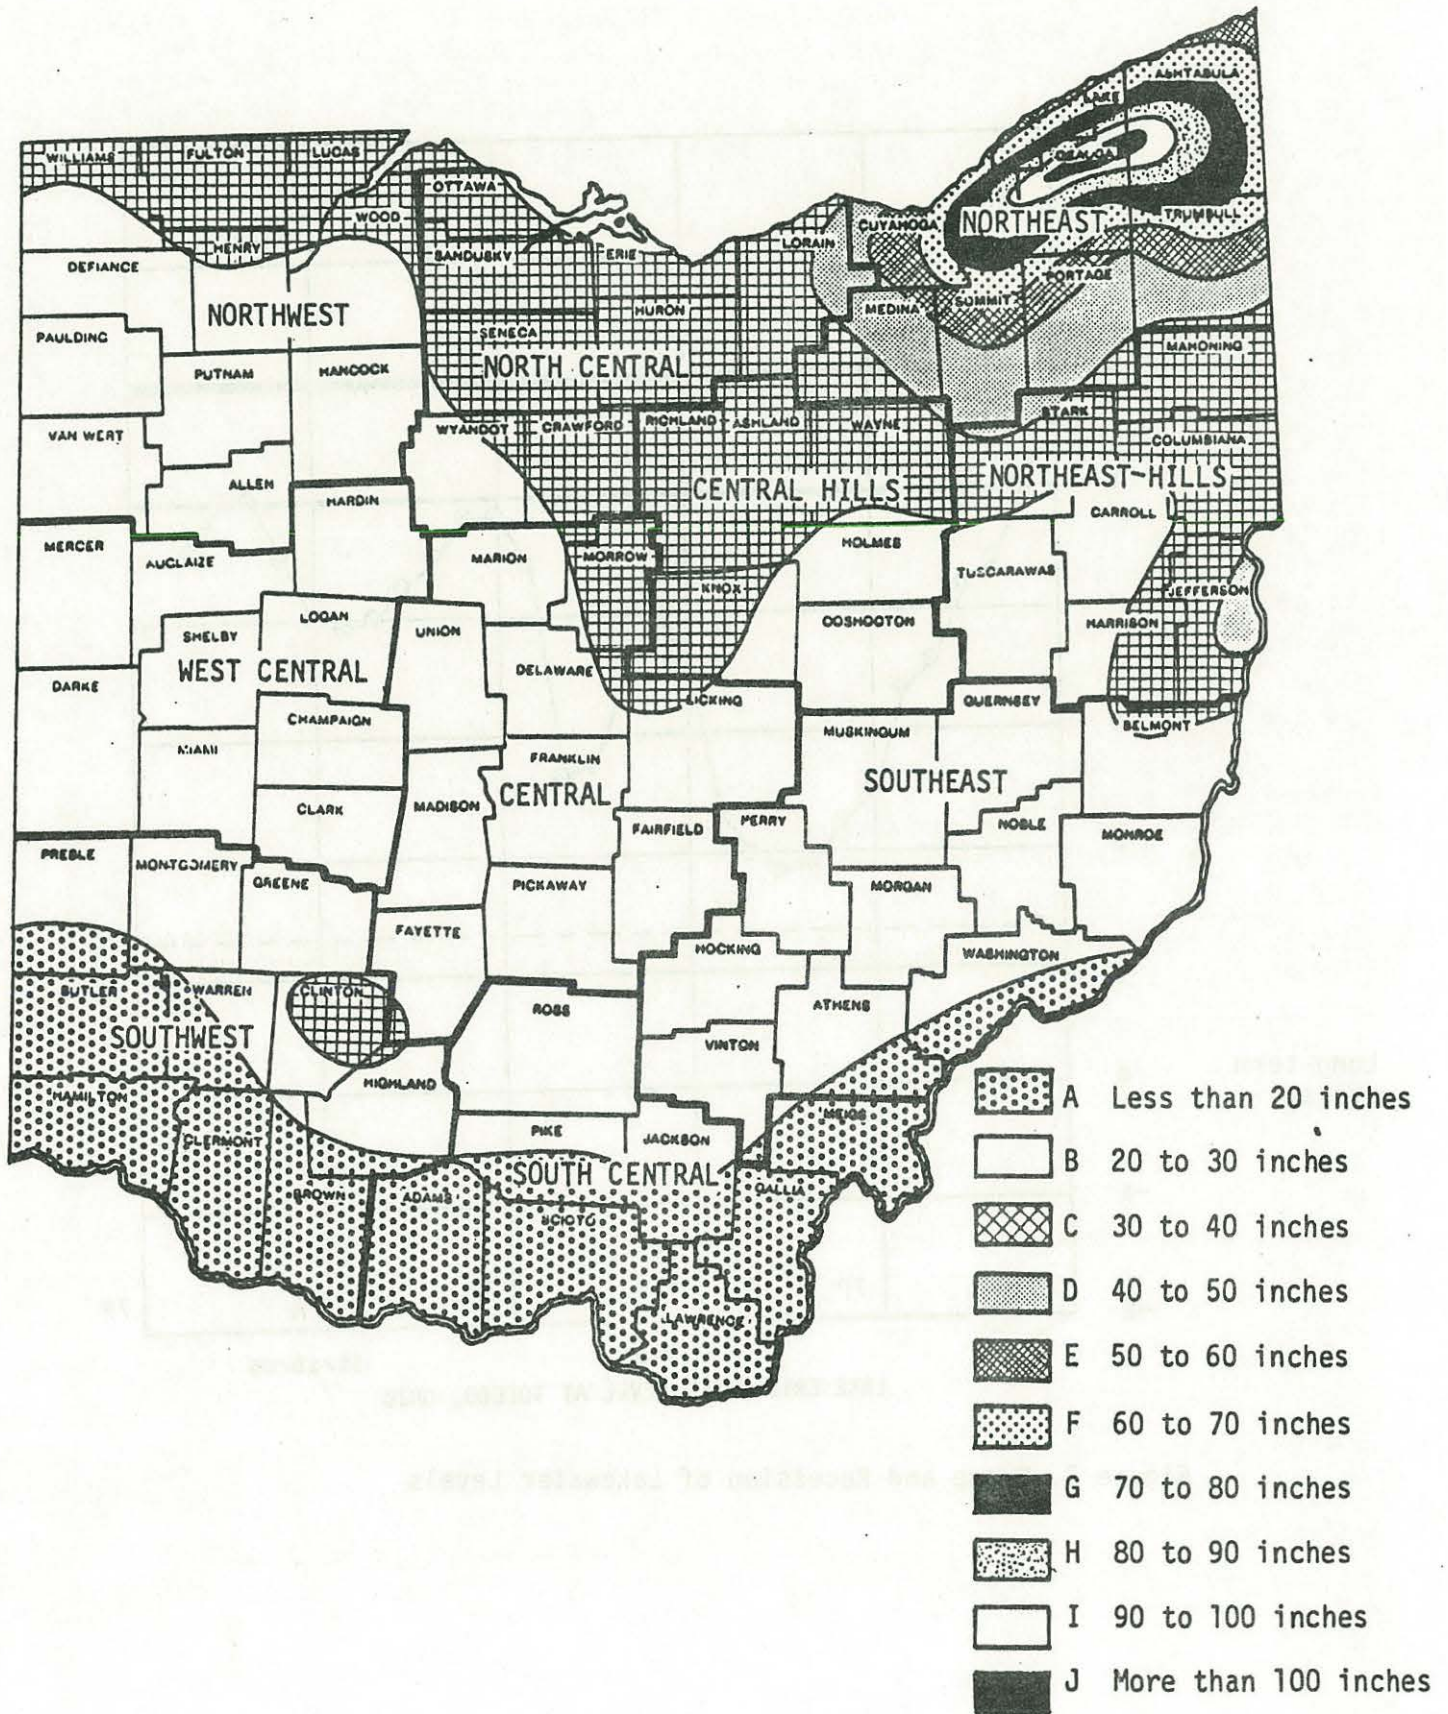 ASHTABULA
LAKE
GEAUGA
WILLIAMS
FULTON
LUCAS
OTTAWA
WOOD
CUYAHOGA
NORTHEAST
TRUMBULL
HENRY
SANDUSKY
ERIE
LORAIN
DEFIANCE
PORTAGE
NORTHWEST
HURON
MEDINA
SUMMIT
PAULDING
SENECA
MAHONING
PUTNAM
HANCOCK
NORTH CENTRAL
VAN WERT
WYANDOT
CRAWFORD
RICHLAND
ASHLAND
WAYNE
STARK
COLUMBIANA
ALLEN
HARDIN
CENTRAL HILLS
NORTHEAST-HILLS
CARROLL
MERCER
AUGLAIZE
MARION
MORROW
HOLMES
TUSCARAWAS
KNOX
JEFFERSON
SHELBY
LOGAN
UNION
COSHOCTON
HARRISON
DARKE
WEST CENTRAL
DELAWARE
LICKING
GUERNSEY
CHAMPAIGN
MUSKINGUM
BELMONT
MIAMI
FRANKLIN
CLARK
MADISON
CENTRAL
SOUTHEAST
FAIRFIELD
PERRY
NOBLE
MONROE
PREBLE
MONTGOMERY
GREENE
PICKAWAY
MORGAN
FAYETTE
HOCKING
WASHINGTON
BUTLER
WARREN
CLINTON
ROSS
ATHENS
SOUTHWEST
VINTON
HAMILTON
HIGHLAND
MEIGS
CLERMONT
PIKE
JACKSON
SOUTH CENTRAL
BROWN
ADAMS
SCIOTO
GALLIA
LAWRENCE
A Less than 20 inches
B 20 to 30 inches
C 30 to 40 inches
D 40 to 50 inches
E 50 to 60 inches
F 60 to 70 inches
G 70 to 80 inches
H 80 to 90 inches
I 90 to 100 inches
J More than 100 inches